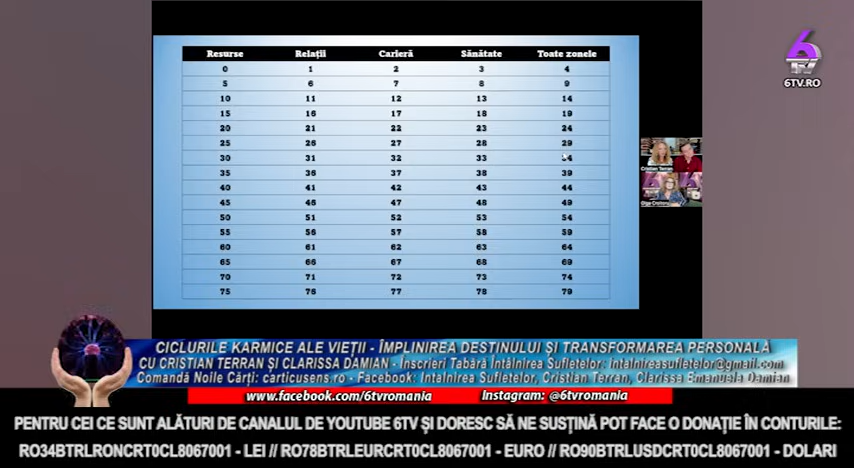 Resurse Relații Carieră Sănătate Toate zonele
0 1 2 3 4
5 6 7 8 9
10 11 12 13 14
15 16 17 18 19
20 21 22 23 24
25 26 27 28 29
30 31 32 33 34
35 36 37 38 39
40 41 42 43 44
45 46 47 48 49
50 51 52 53 54
55 56 57 58 59
60 61 62 63 64
65 66 67 68 69
70 71 72 73 74
75 76 77 78 79
6TV
6TV.RO
Cristian Terran
CICLURILE KARMICE ALE VIEȚII - ÎMPLINIREA DESTINULUI ȘI TRANSFORMAREA PERSONALĂ
CU CRISTIAN TERRAN ȘI CLARISSA DAMIAN - Înscrieri Tabără Întâlnirea Sufletelor: intalnireasufletelor@gmail.com
Comandă Noile Cărți: carticusens.ro - Facebook: Intalnirea Sufletelor, Cristian Terran, Clarissa Emanuela Damian
www.facebook.com/6tvromania Instagram: @6tvromania
PENTRU CEI CE SUNT ALĂTURI DE CANALUL DE YOUTUBE 6TV ȘI DORESC SĂ NE SUSȚINĂ POT FACE O DONAȚIE ÎN CONTURILE:
RO34BTRLRONCRT0CL8067001 - LEI // RO78BTRLEURCRT0CL8067001 - EURO // RO90BTRLUSDCRT0CL8067001 - DOLARI